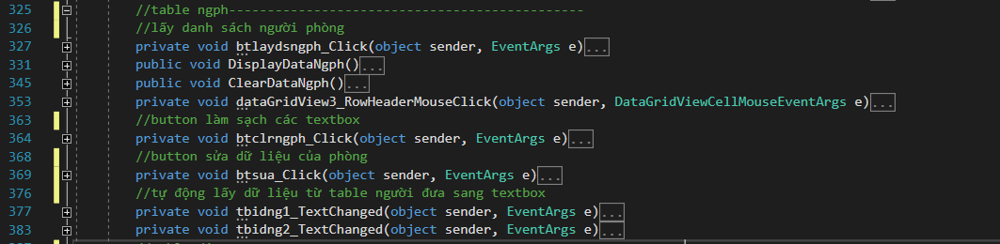 325 //table ngph-----------------------------------------------
326 //lấy danh sách người phòng
327 private void btlaydsngph_Click(object sender, EventArgs e)...
331 public void DisplayDataNgph()...
345 public void ClearDataNgph()...
353 private void dataGridView3_RowHeaderMouseClick(object sender, DataGridViewCellMouseEventArgs e)...
363 //button làm sạch các textbox
364 private void btclrngph_Click(object sender, EventArgs e)...
368 //button sửa dữ liệu của phòng
369 private void btsua_Click(object sender, EventArgs e)...
376 //tự động lấy dữ liệu từ table người đưa sang textbox
377 private void tbidng1_TextChanged(object sender, EventArgs e)...
383 private void tbidng2_TextChanged(object sender, EventArgs e)...